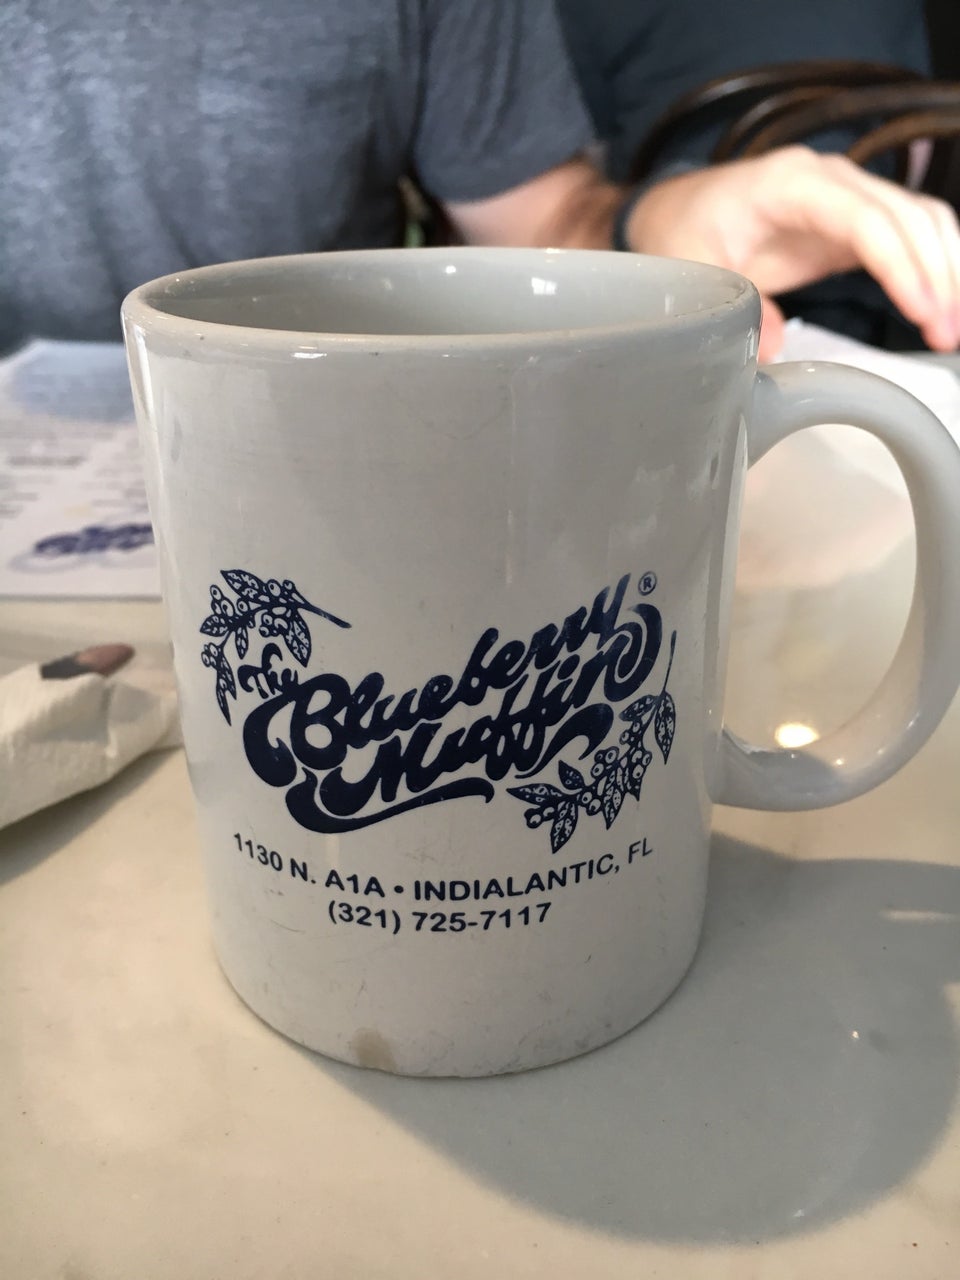 The
Blueberry ®
Muffin
1130 N. A1A • INDIALANTIC, FL
(321) 725-7117